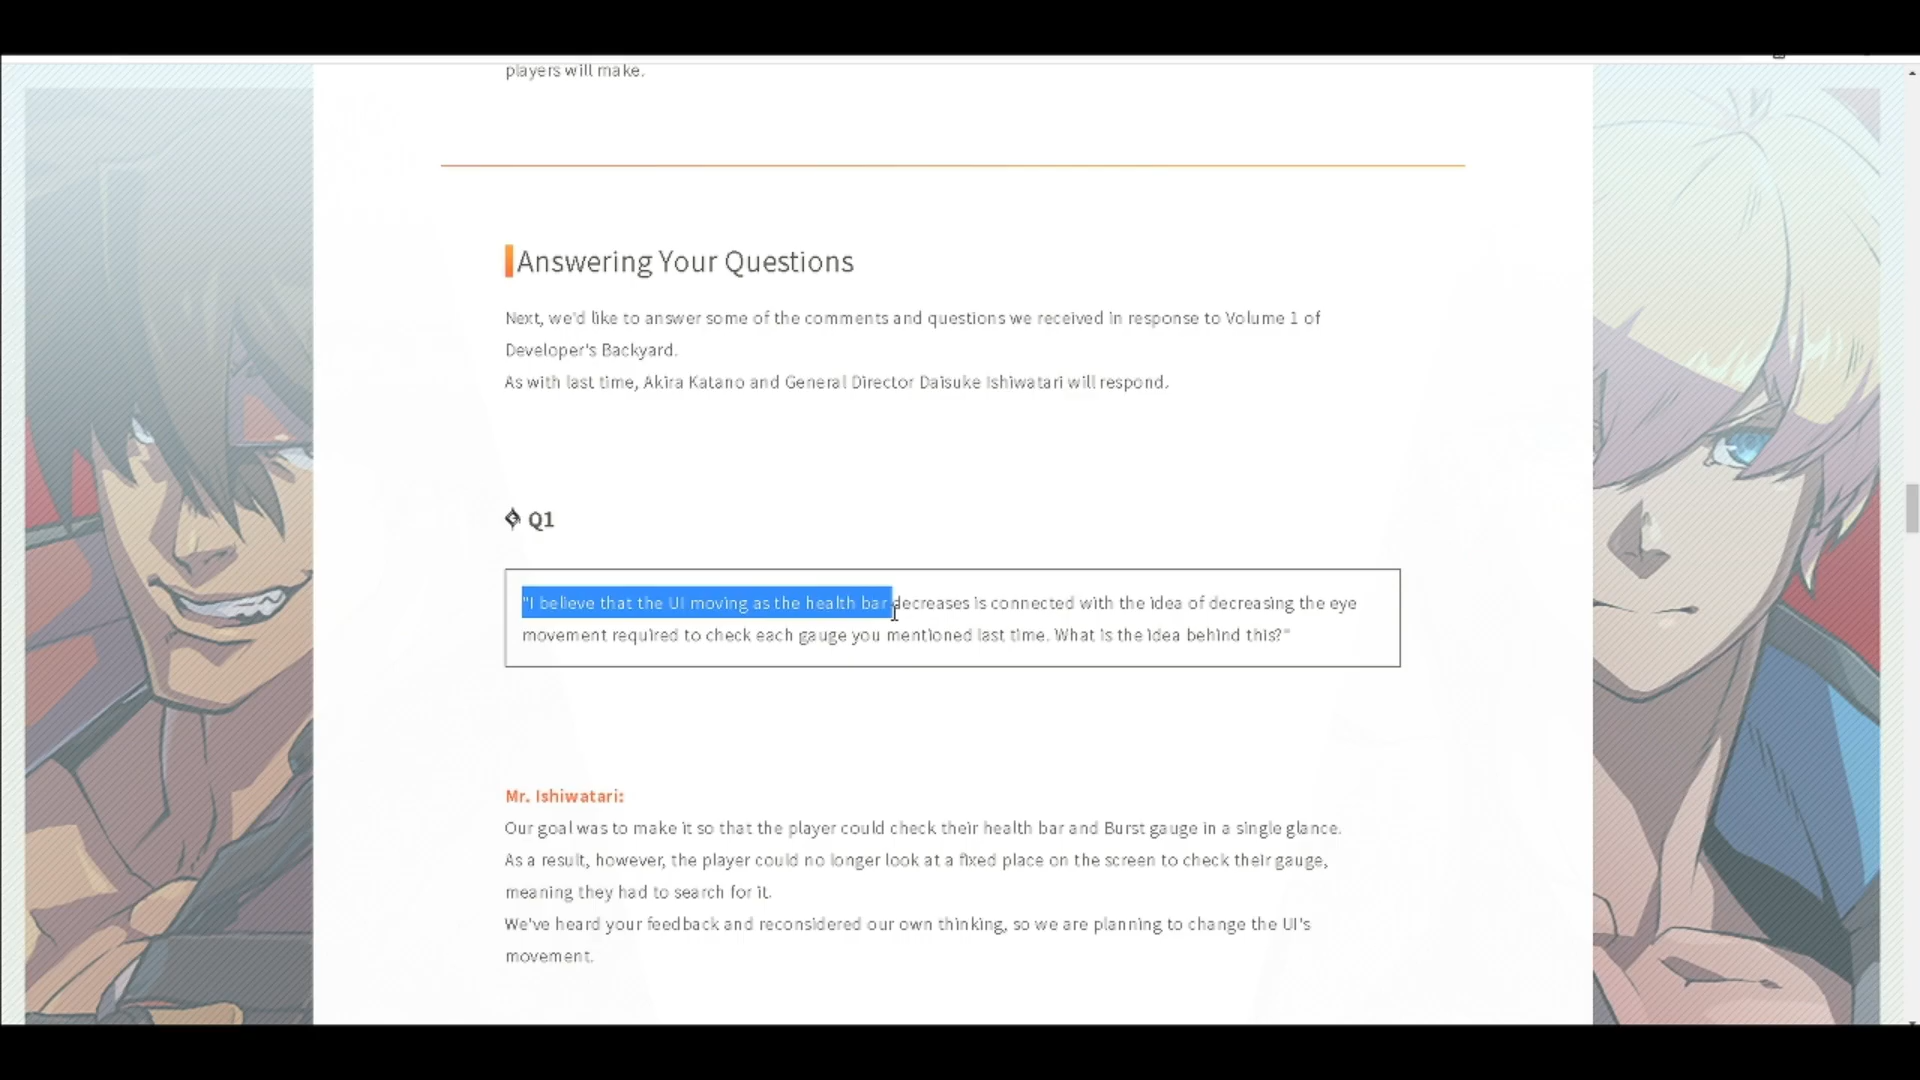 players will make.
Answering Your Questions
Next, we'd like to answer some of the comments and questions we received in response to Volume 1 of
Developer's Backyard.
As with last time, Akira Katano and General Director Daisuke Ishiwatari will respond.
Q1
"I believe that the UI moving as the health bar decreases is connected with the idea of decreasing the eye
movement required to check each gauge you mentioned last time. What is the idea behind this?"
Mr. Ishiwatari:
Our goal was to make it so that the player could check their health bar and Burst gauge in a single glance.
As a result, however, the player could no longer look at a fixed place on the screen to check their gauge,
meaning they had to search for it.
We've heard your feedback and reconsidered our own thinking, so we are planning to change the UI's
movement.